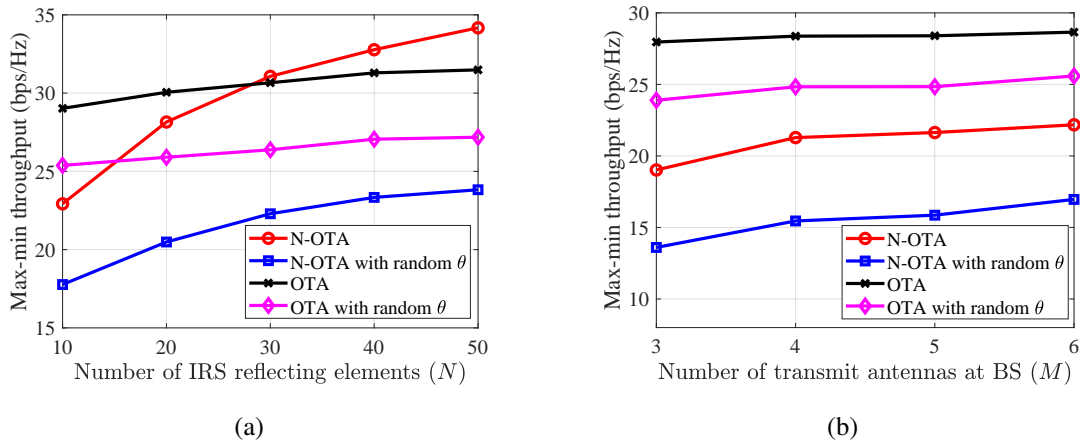 35
30
25
20
15
Max-min throughput (bps/Hz)
N-OTA
N-OTA with random θ
OTA
OTA with random θ
10 20 30 40 50
Number of IRS reflecting elements (N)
(a)
30
25
20
15
10
Max-min throughput (bps/Hz)
N-OTA
N-OTA with random θ
OTA
OTA with random θ
3 4 5 6
Number of transmit antennas at BS (M)
(b)